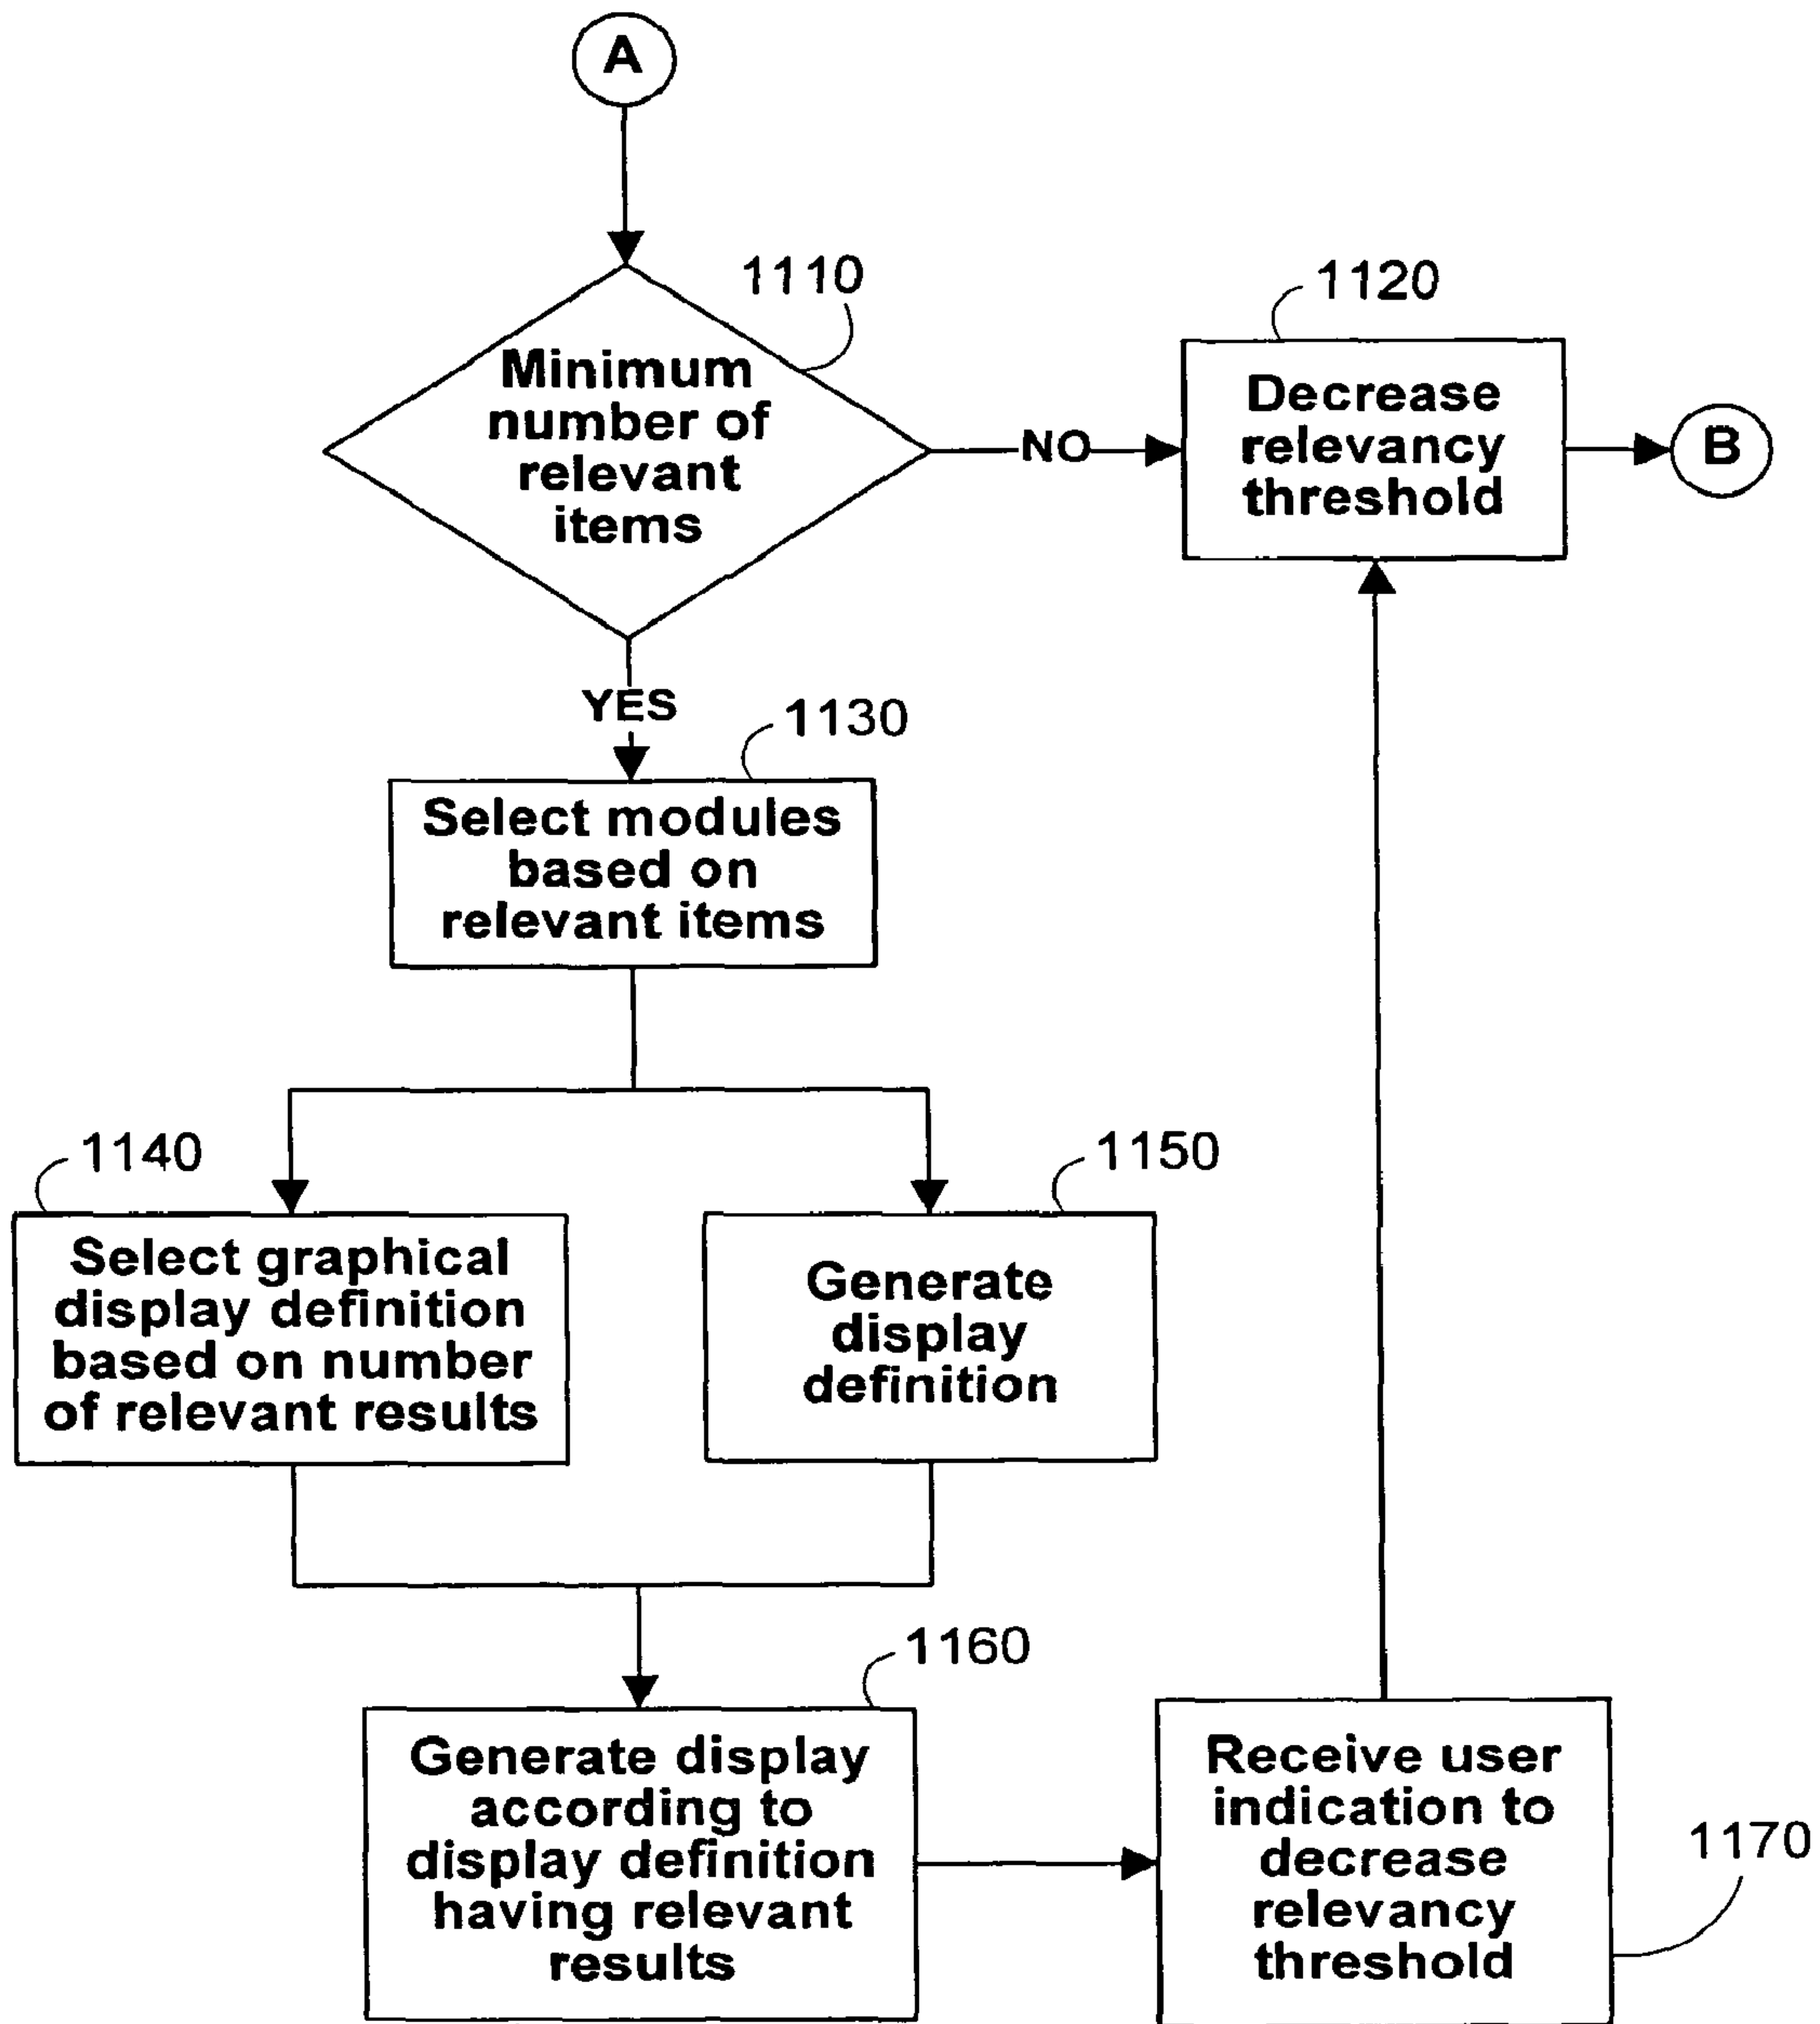 A
1110
Minimum
number of
relevant
items
NO
1120
Decrease
relevancy
threshold
B
YES
1130
Select modules
based on
relevant items
1140
Select graphical
display definition
based on number
of relevant results
1150
Generate
display
definition
1160
Generate display
according to
display definition
having relevant
results
1170
Receive user
indication to
decrease
relevancy
threshold